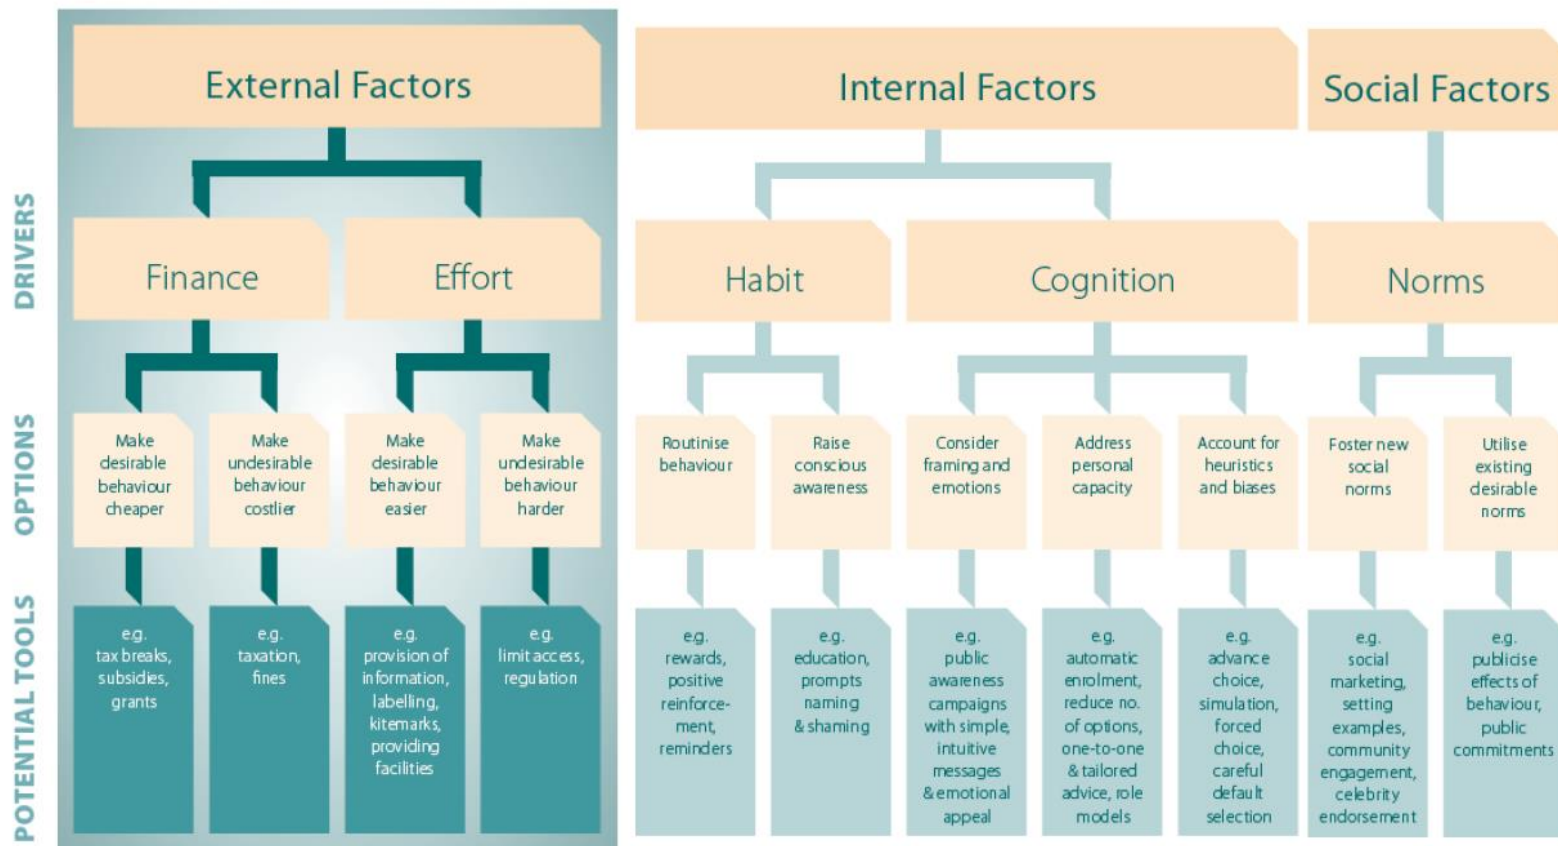 External Factors
Internal Factors
Social Factors
DRIVERS
Finance
Effort
Habit
Cognition
Norms
OPTIONS
Make
desirable
behaviour
cheaper
Make
undesirable
behaviour
costlier
Make
desirable
behaviour
easier
Make
undesirable
behaviour
harder
Routinise
behaviour
Raise
conscious
awareness
Consider
framing and
emotions
Address
personal
capacity
Account for
heuristics
and biases
Foster new
social
norms
Utilise
existing
desirable
norms
POTENTIAL TOOLS
e.g.
tax breaks,
subsidies,
grants
e.g.
taxation,
fines
e.g.
provision of
information,
labelling,
kitemarks,
providing
facilities
e.g.
limit access,
regulation
e.g.
rewards,
positive
reinforce-
ment,
reminders
e.g.
education,
prompts
naming
& shaming
e.g.
public
awareness
campaigns
with simple,
intuitive
messages
& emotional
appeal
e.g.
automatic
enrolment,
reduce no.
of options,
one-to-one
& tailored
advice, role
models
e.g.
advance
choice,
simulation,
forced
choice,
careful
default
selection
e.g.
social
marketing,
setting
examples,
community
engagement,
celebrity
endorsement
e.g.
publicise
effects of
behaviour,
public
commitments